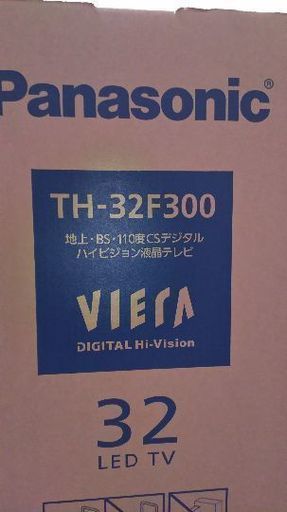 Panasonic®
TH-32F300
地上・BS・110度CSデジタル
ハイビジョン液晶テレビ
VIErA
DIGITAL Hi-Vision
32
LED TV